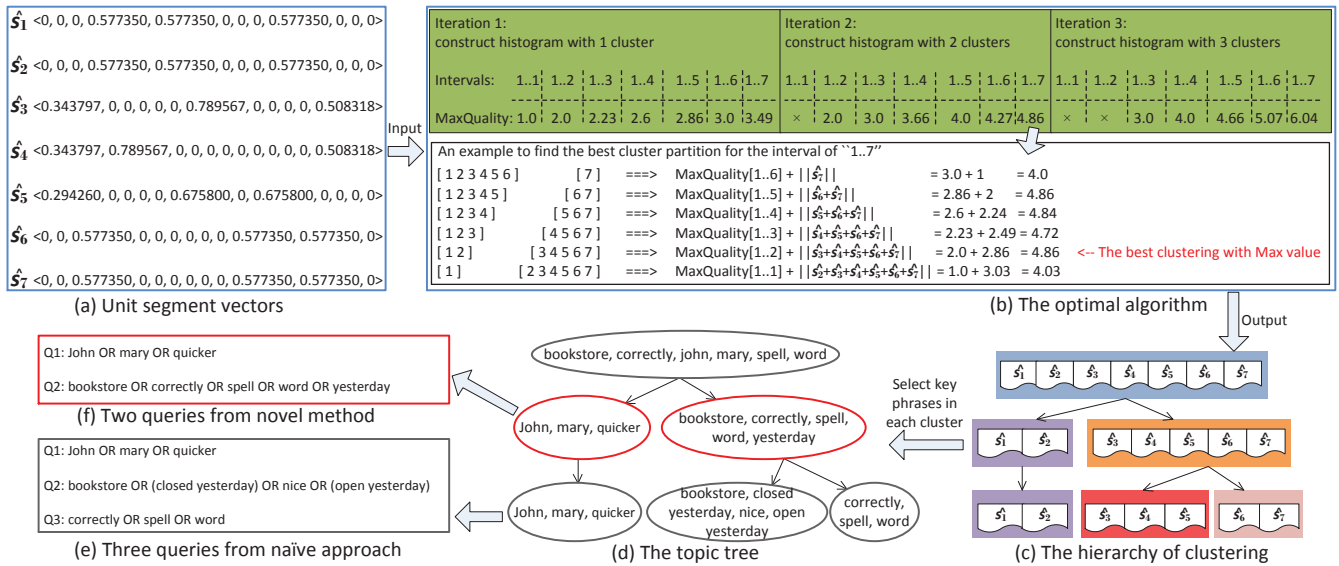 ŝ1 <0, 0, 0, 0.577350, 0.577350, 0, 0, 0, 0.577350, 0, 0, 0>
ŝ2 <0, 0, 0, 0.577350, 0.577350, 0, 0, 0, 0.577350, 0, 0, 0>
ŝ3 <0.343797, 0, 0, 0, 0, 0, 0.789567, 0, 0, 0, 0, 0.508318>
ŝ4 <0.343797, 0.789567, 0, 0, 0, 0, 0, 0, 0, 0, 0, 0.508318>
ŝ5 <0.294260, 0, 0, 0, 0, 0, 0, 0.675800, 0, 0.675800, 0, 0, 0>
ŝ6 <0, 0, 0.577350, 0, 0, 0, 0, 0, 0, 0.577350, 0.577350, 0>
ŝ7 <0, 0, 0.577350, 0, 0, 0, 0, 0, 0, 0.577350, 0.577350, 0>
(a) Unit segment vectors
Input
Iteration 1:
construct histogram with 1 cluster
Intervals: 1..1 1..2 1..3 1..4 1..5 1..6 1..7
MaxQuality: 1.0 2.0 2.23 2.6 2.86 3.0 3.49
Iteration 2:
construct histogram with 2 clusters
1..1 1..2 1..3 1..4 1..5 1..6 1..7
× 2.0 3.0 3.66 4.0 4.27 4.86
Iteration 3:
construct histogram with 3 clusters
1..1 1..2 1..3 1..4 1..5 1..6 1..7
× × 3.0 4.0 4.66 5.07 6.04
An example to find the best cluster partition for the interval of ``1..7''
[ 1 2 3 4 5 6 ] [ 7 ] ===> MaxQuality[1..6] + ||ŝ7|| = 3.0 + 1 = 4.0
[ 1 2 3 4 5 ] [ 6 7 ] ===> MaxQuality[1..5] + ||ŝ6+ŝ7|| = 2.86 + 2 = 4.86
[ 1 2 3 4 ] [ 5 6 7 ] ===> MaxQuality[1..4] + ||ŝ5+ŝ6+ŝ7|| = 2.6 + 2.24 = 4.84
[ 1 2 3 ] [ 4 5 6 7 ] ===> MaxQuality[1..3] + ||ŝ4+ŝ5+ŝ6+ŝ7|| = 2.23 + 2.49 = 4.72
[ 1 2 ] [ 3 4 5 6 7 ] ===> MaxQuality[1..2] + ||ŝ3+ŝ4+ŝ5+ŝ6+ŝ7|| = 2.0 + 2.86 = 4.86 <-- The best clustering with Max value
[ 1 ] [ 2 3 4 5 6 7 ] ===> MaxQuality[1..1] + ||ŝ2+ŝ3+ŝ4+ŝ5+ŝ6+ŝ7|| = 1.0 + 3.03 = 4.03
(b) The optimal algorithm
Output
ŝ1 ŝ2 ŝ3 ŝ4 ŝ5 ŝ6 ŝ7
ŝ1 ŝ2
ŝ3 ŝ4 ŝ5 ŝ6 ŝ7
ŝ1 ŝ2
ŝ3 ŝ4 ŝ5
ŝ6 ŝ7
(c) The hierarchy of clustering
Select key
phrases in
each cluster
bookstore, correctly, john, mary, spell, word
John, mary, quicker
bookstore, correctly, spell,
word, yesterday
John, mary, quicker
bookstore, closed
yesterday, nice, open
yesterday
correctly,
spell, word
(d) The topic tree
Q1: John OR mary OR quicker
Q2: bookstore OR correctly OR spell OR word OR yesterday
(f) Two queries from novel method
Q1: John OR mary OR quicker
Q2: bookstore OR (closed yesterday) OR nice OR (open yesterday)
Q3: correctly OR spell OR word
(e) Three queries from naïve approach